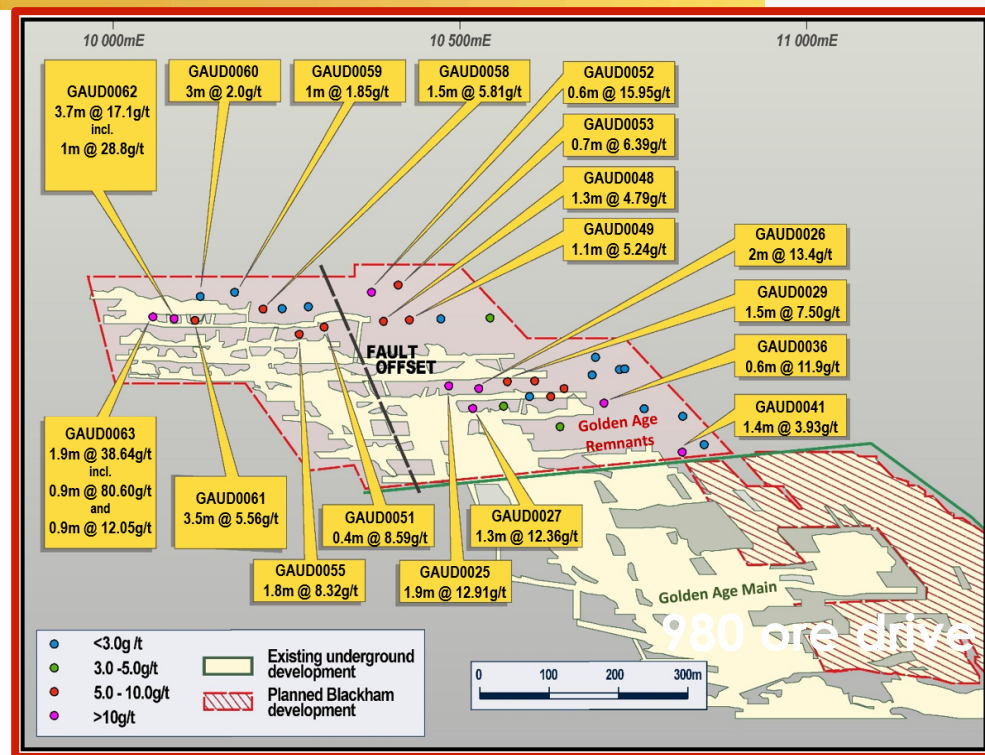 10 000mE
10 500mE
11 000mE
GAUD0062
3.7m @ 17.1g/t
incl.
1m @ 28.8g/t
GAUD0060
3m @ 2.0g/t
GAUD0059
1m @ 1.85g/t
GAUD0058
1.5m @ 5.81g/t
GAUD0052
0.6m @ 15.95g/t
GAUD0053
0.7m @ 6.39g/t
GAUD0048
1.3m @ 4.79g/t
GAUD0049
1.1m @ 5.24g/t
GAUD0026
2m @ 13.4g/t
GAUD0029
1.5m @ 7.50g/t
GAUD0036
0.6m @ 11.9g/t
GAUD0041
1.4m @ 3.93g/t
FAULT
OFFSET
Golden Age
Remnants
GAUD0063
1.9m @ 38.64g/t
incl.
0.9m @ 80.60g/t
and
0.9m @ 12.05g/t
GAUD0061
3.5m @ 5.56g/t
GAUD0051
0.4m @ 8.59g/t
GAUD0027
1.3m @ 12.36g/t
GAUD0055
1.8m @ 8.32g/t
GAUD0025
1.9m @ 12.91g/t
Golden Age Main
980 ore drive
<3.0g /t
3.0 -5.0g/t
5.0 - 10.0g/t
>10g/t
Existing underground
development
Planned Blackham
development
0 100 200 300m